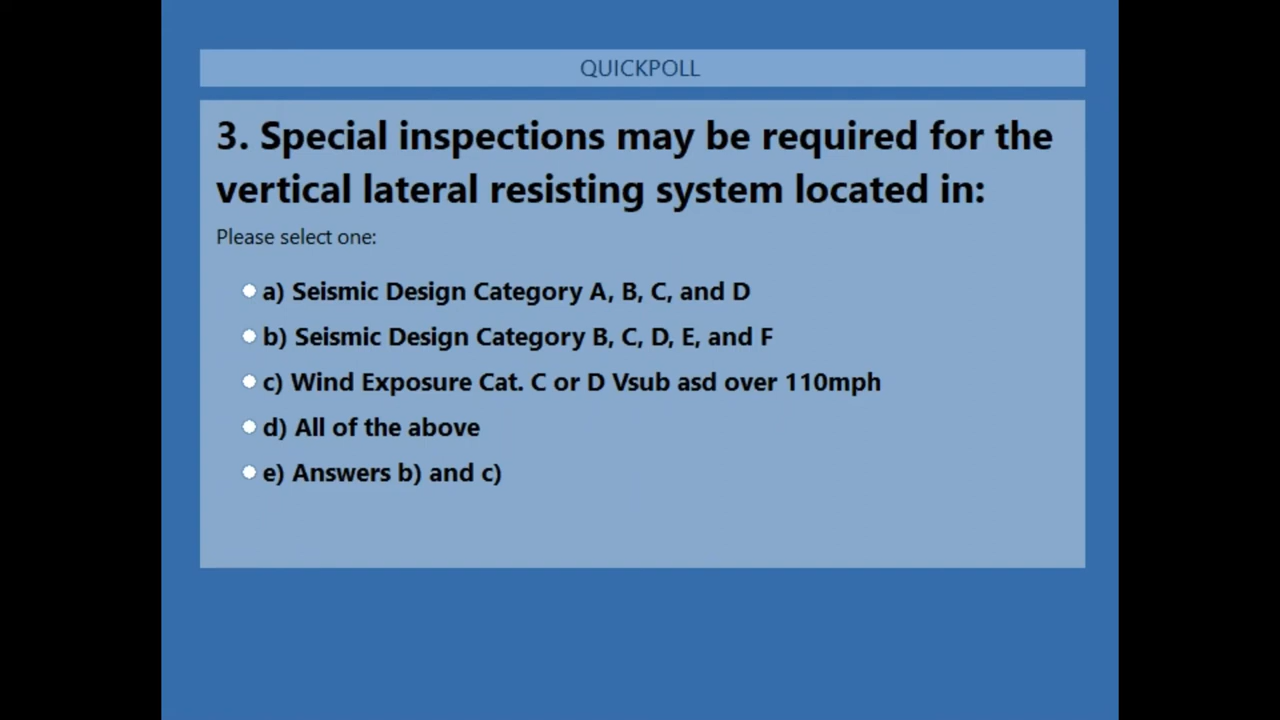 QUICKPOLL
3. Special inspections may be required for the
vertical lateral resisting system located in:
Please select one:
a) Seismic Design Category A, B, C, and D
b) Seismic Design Category B, C, D, E, and F
c) Wind Exposure Cat. C or D Vsub asd over 110mph
d) All of the above
e) Answers b) and c)